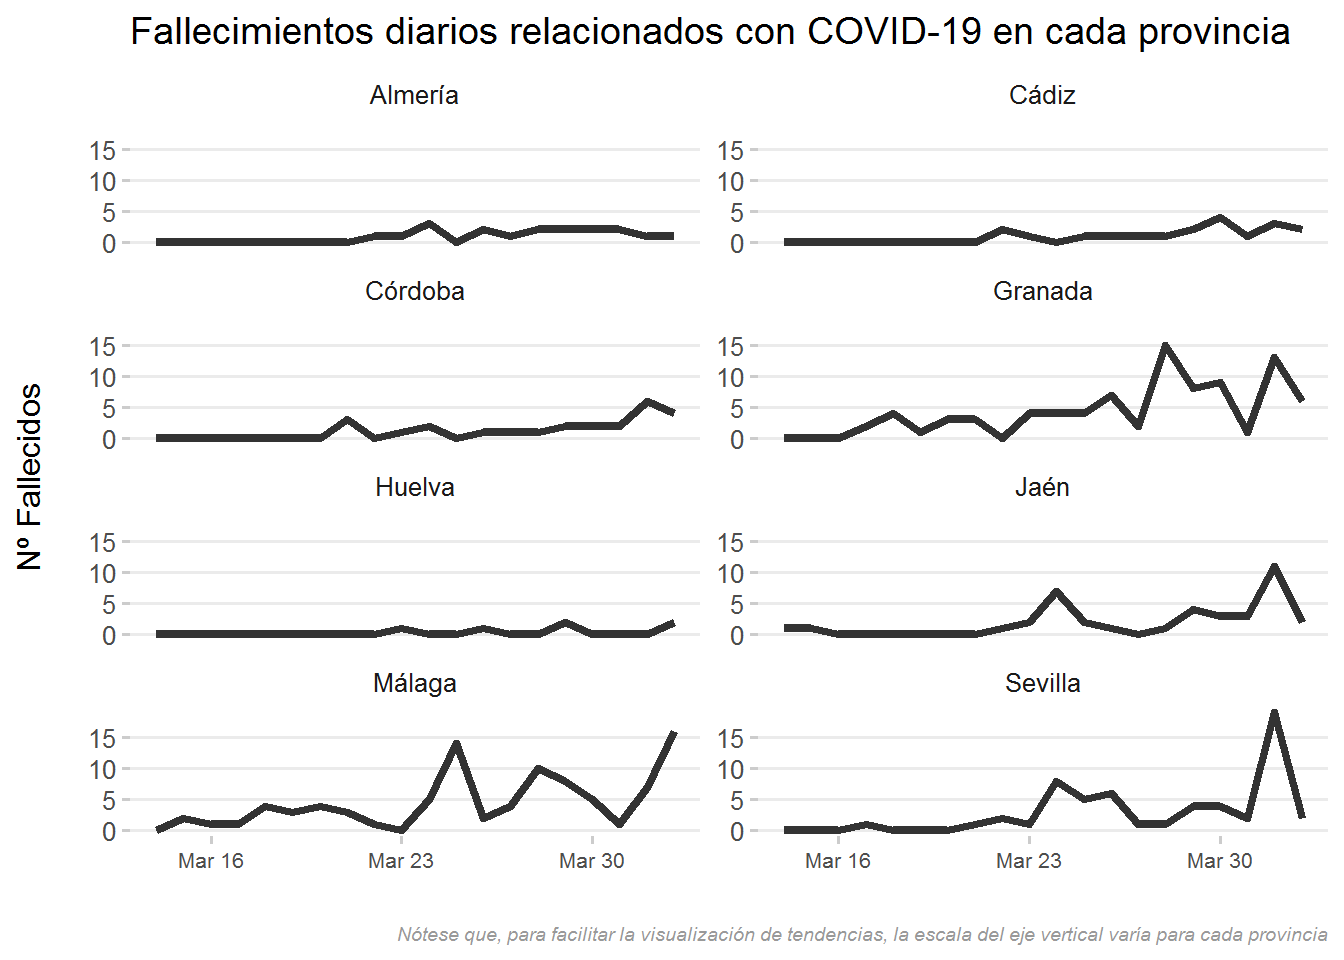 Fallecimientos diarios relacionados con COVID-19 en cada provincia
Nº Fallecidos
Almería
15
10
5
0
Cádiz
15
10
5
0
Córdoba
15
10
5
0
Granada
15
10
5
0
Huelva
15
10
5
0
Jaén
15
10
5
0
Málaga
15
10
5
0
Mar 16 Mar 23 Mar 30
Sevilla
15
10
5
0
Mar 16 Mar 23 Mar 30
Nótese que, para facilitar la visualización de tendencias, la escala del eje vertical varía para cada provincia